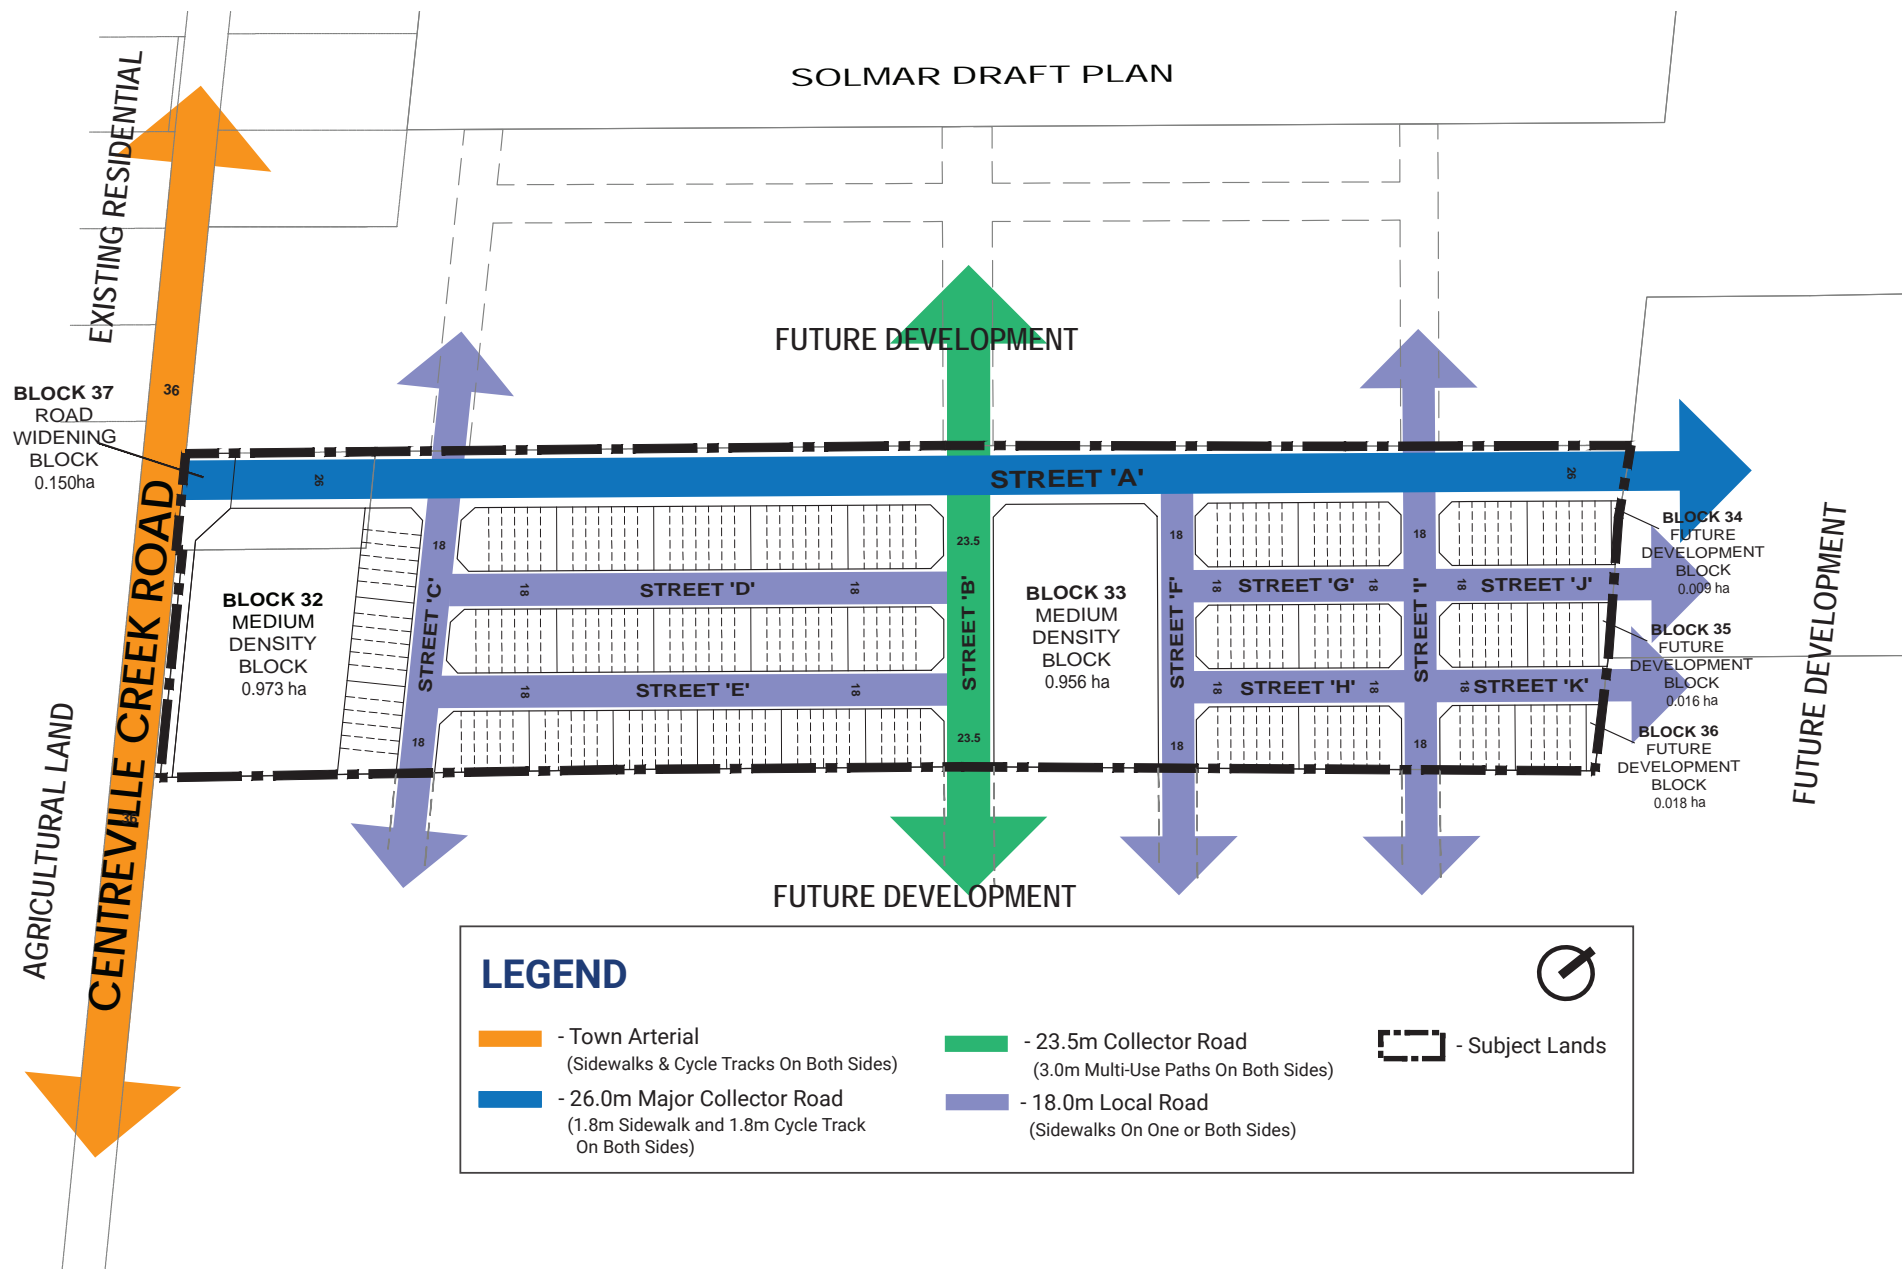 SOLMAR DRAFT PLAN
EXISTING RESIDENTIAL
FUTURE DEVELOPMENT
36
BLOCK 37
ROAD
WIDENING
BLOCK
0.150ha
26
STREET 'A'
26
CENTREVILLE CREEK ROAD
36
AGRICULTURAL LAND
BLOCK 32
MEDIUM
DENSITY
BLOCK
0.973 ha
18
STREET 'C'
18
18
STREET 'D'
18
18
STREET 'E'
18
23.5
STREET 'B'
23.5
BLOCK 33
MEDIUM
DENSITY
BLOCK
0.956 ha
18
STREET 'F'
18
18
STREET 'G'
18
18
STREET 'H'
18
18
STREET 'I'
18
18
STREET 'J'
18
STREET 'K'
BLOCK 34
FUTURE
DEVELOPMENT
BLOCK
0.009 ha
BLOCK 35
FUTURE
DEVELOPMENT
BLOCK
0.016 ha
BLOCK 36
FUTURE
DEVELOPMENT
BLOCK
0.018 ha
FUTURE DEVELOPMENT
FUTURE DEVELOPMENT
LEGEND
- Town Arterial
(Sidewalks & Cycle Tracks On Both Sides)
- 26.0m Major Collector Road
(1.8m Sidewalk and 1.8m Cycle Track
On Both Sides)
- 23.5m Collector Road
(3.0m Multi-Use Paths On Both Sides)
- 18.0m Local Road
(Sidewalks On One or Both Sides)
- Subject Lands